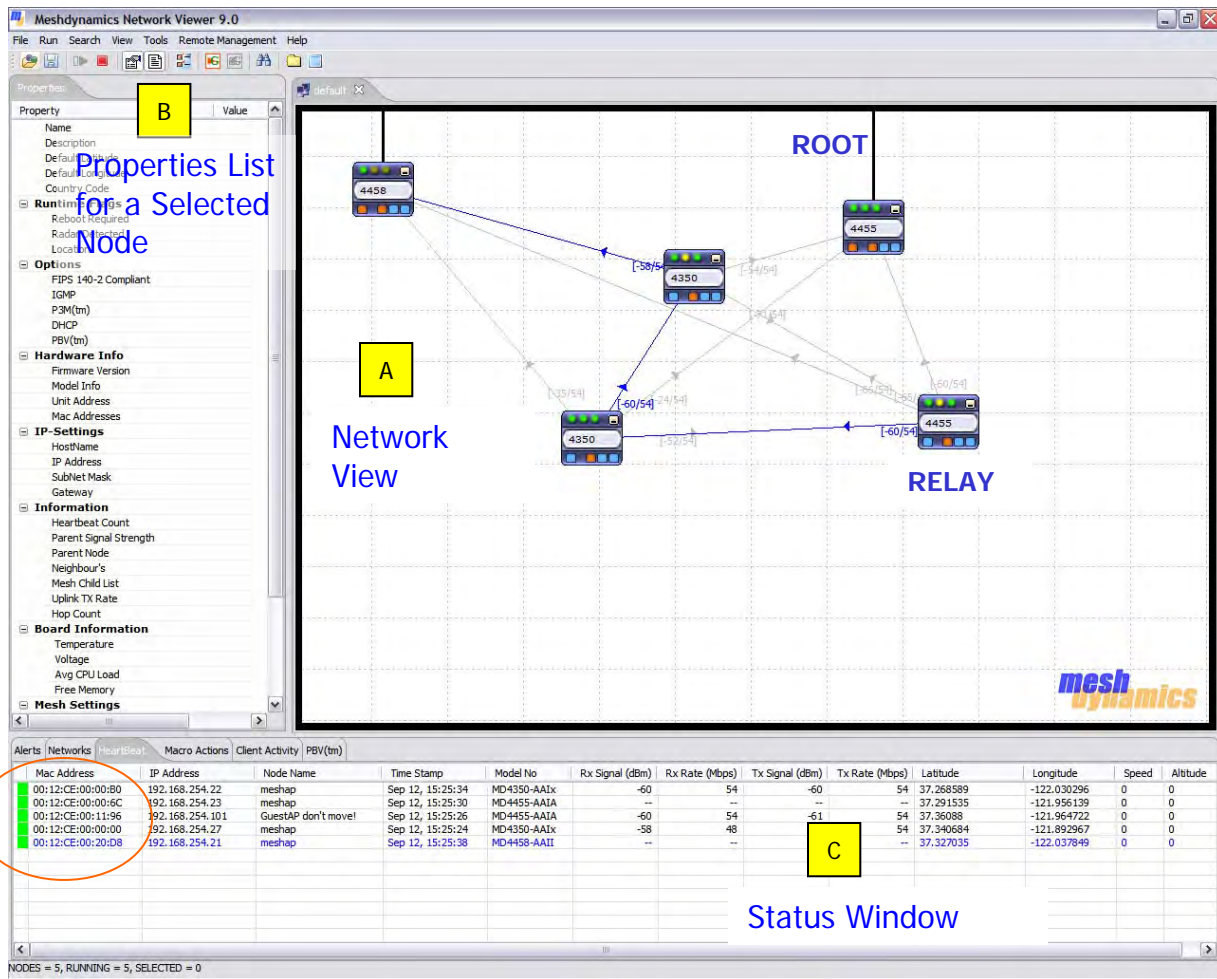 Meshdynamics Network Viewer 9.0
File Run Search View Tools Remote Management Help
Properties
default
B
Property Value
Name
Description
Default Latitude
Default Longitude
Country Code
Runtime Flags
Reboot Required
Radar Detected
Location
Properties List
for a Selected
Node
Options
FIPS 140-2 Compliant
IGMP
P3M(tm)
DHCP
PBV(tm)
Hardware Info
Firmware Version
Model Info
Unit Address
Mac Addresses
IP-Settings
HostName
IP Address
SubNet Mask
Gateway
Information
Heartbeat Count
Parent Signal Strength
Parent Node
Neighbour's
Mesh Child List
Uplink TX Rate
Hop Count
Board Information
Temperature
Voltage
Avg CPU Load
Free Memory
Mesh Settings
ROOT
4458
4455
[-58/5
4350
[-54/54]
A
[-60/54]
[-60/54]
4350
[-52/54]
[-60/54]
4455
Network
View
RELAY
mesh
dynamics
Alerts Networks HeartBeat Macro Actions Client Activity PBV(tm)
Mac Address IP Address Node Name Time Stamp Model No Rx Signal (dBm) Rx Rate (Mbps) Tx Signal (dBm) Tx Rate (Mbps) Latitude Longitude Speed Altitude
00:12:CE:00:00:B0 192.168.254.22 meshap Sep 12, 15:25:34 MD4350-AAIx -60 54 -60 54 37.268589 -122.030296 0 0
00:12:CE:00:00:6C 192.168.254.23 meshap Sep 12, 15:25:30 MD4455-AAIA -- -- -- -- 37.291535 -121.956139 0 0
00:12:CE:00:11:96 192.168.254.101 GuestAP don't move! Sep 12, 15:25:26 MD4455-AAIA -60 54 -61 54 37.36088 -121.964722 0 0
00:12:CE:00:00:00 192.168.254.27 meshap Sep 12, 15:25:24 MD4350-AAIx -58 48 54 37.340684 -121.892967 0 0
00:12:CE:00:20:D8 192.168.254.21 meshap Sep 12, 15:25:38 MD4458-AAII -- -- -- 37.327035 -122.037849 0 0
C
Status Window
NODES = 5, RUNNING = 5, SELECTED = 0